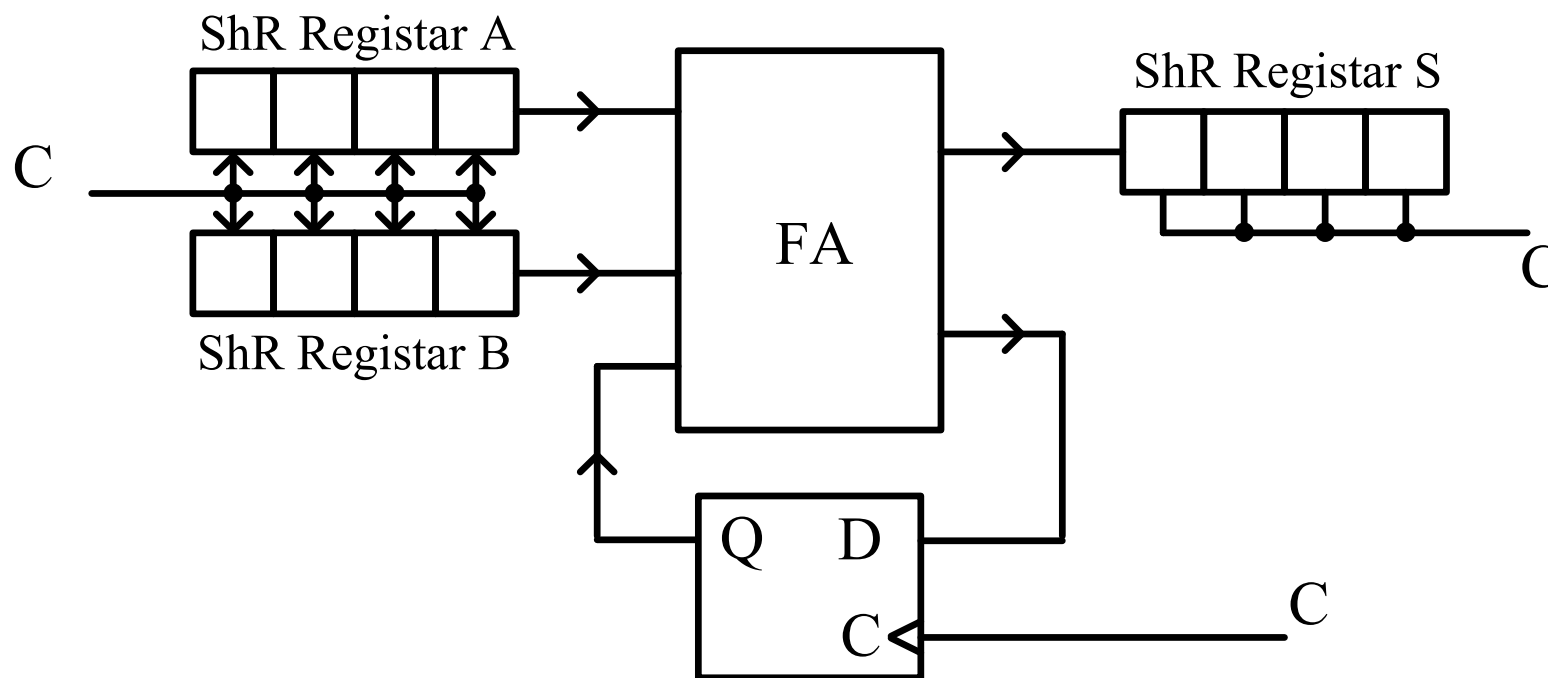 ShR Registar A
ShR Registar S
C
FA
C
ShR Registar B
Q D
C
C